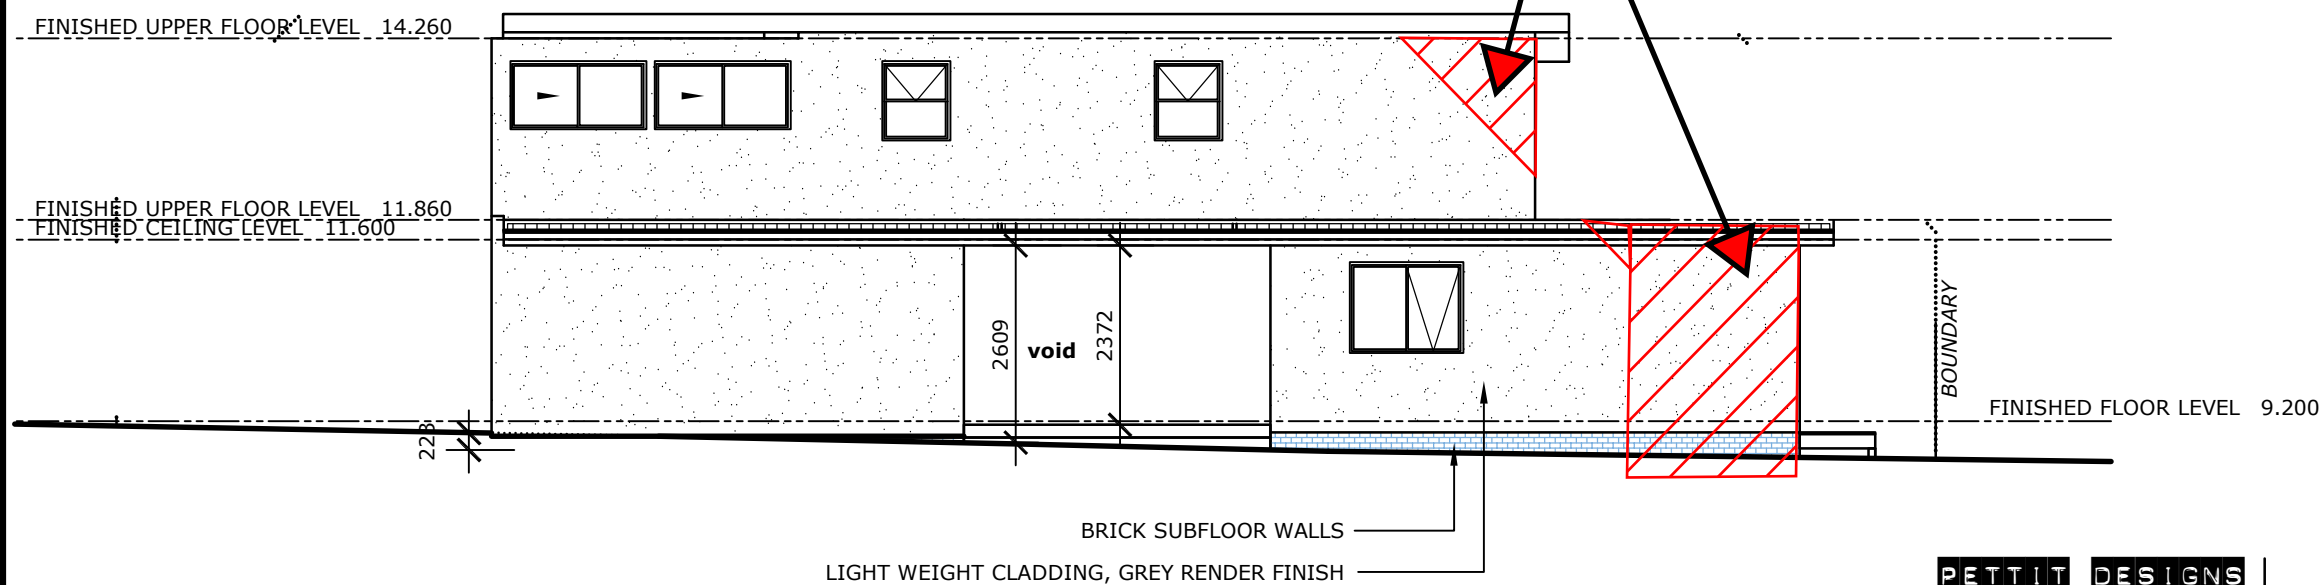 FINISHED UPPER FLOOR LEVEL 14.260
FINISHED UPPER FLOOR LEVEL 11.860
FINISHED CEILING LEVEL 11.600
2609
void
2372
BOUNDARY
FINISHED FLOOR LEVEL 9.200
223
BRICK SUBFLOOR WALLS
LIGHT WEIGHT CLADDING, GREY RENDER FINISH
PETTIT DESIGNS